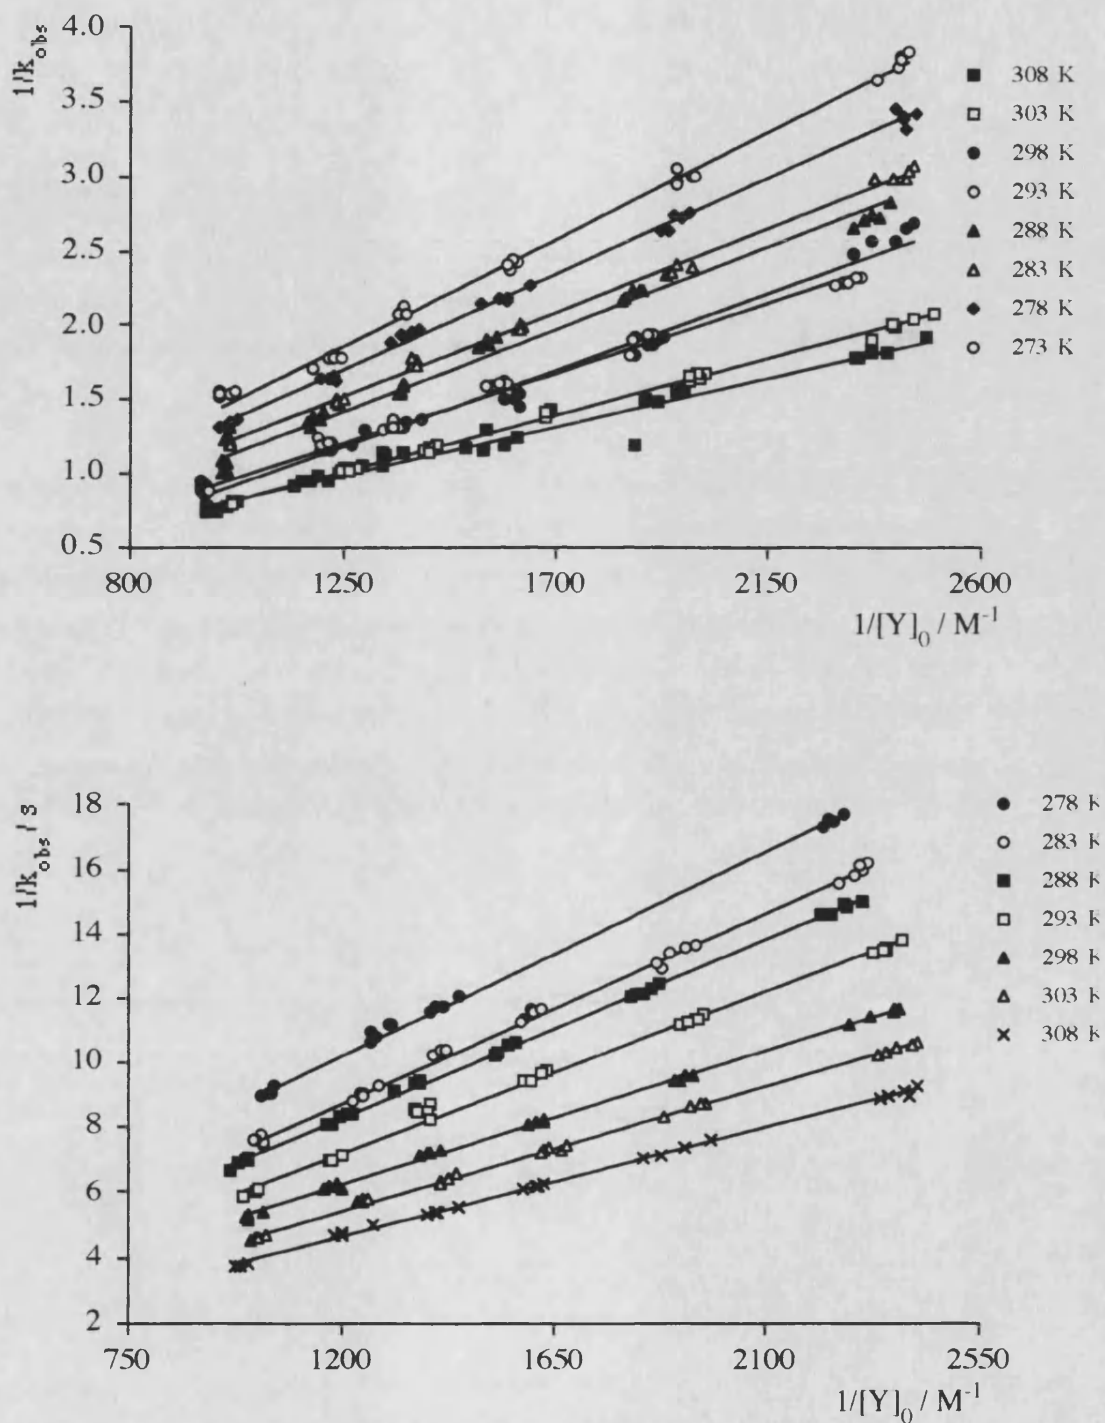 4.0
3.5
3.0
2.5
2.0
1.5
1.0
0.5
1/k_obs
800 1250 1700 2150 2600
1/[Y]_0 / M^-1
308 K
303 K
298 K
293 K
288 K
283 K
278 K
273 K
18
16
14
12
10
8
6
4
2
1/k_obs / s
750 1200 1650 2100 2550
1/[Y]_0 / M^-1
278 K
283 K
288 K
293 K
298 K
303 K
308 K